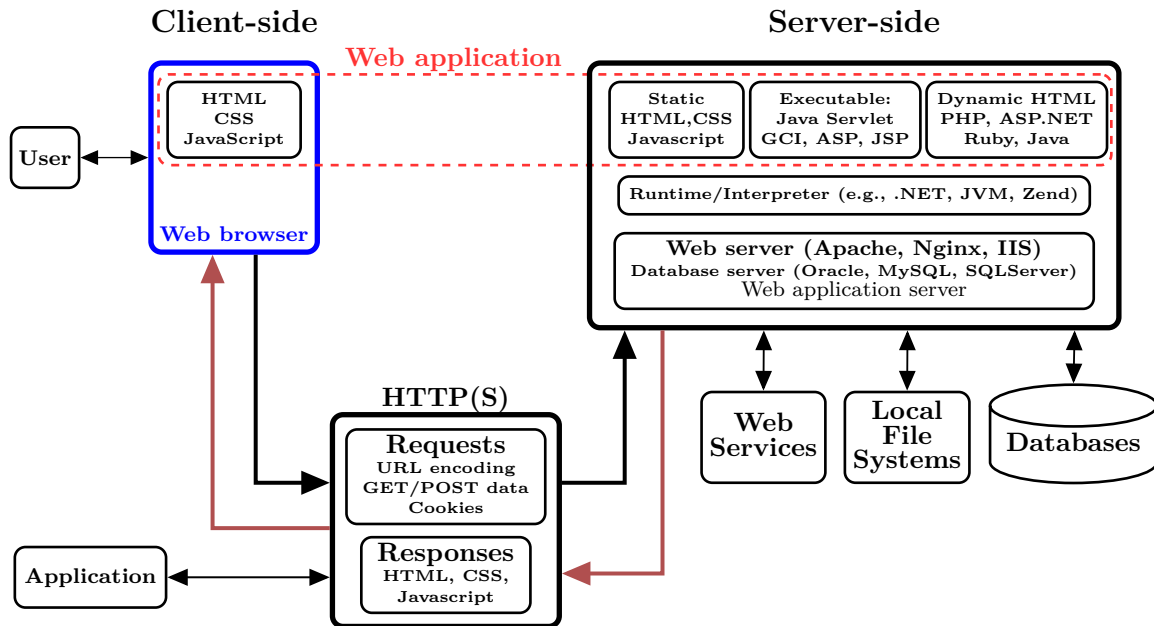 Client-side
Server-side
Web application
HTML
CSS
JavaScript
Static
HTML,CSS
Javascript
Executable:
Java Servlet
GCI, ASP, JSP
Dynamic HTML
PHP, ASP.NET
Ruby, Java
User
Runtime/Interpreter (e.g., .NET, JVM, Zend)
Web browser
Web server (Apache, Nginx, IIS)
Database server (Oracle, MySQL, SQLServer)
Web application server
HTTP(S)
Requests
URL encoding
GET/POST data
Cookies
Web
Services
Local
File
Systems
Databases
Responses
HTML, CSS,
Javascript
Application